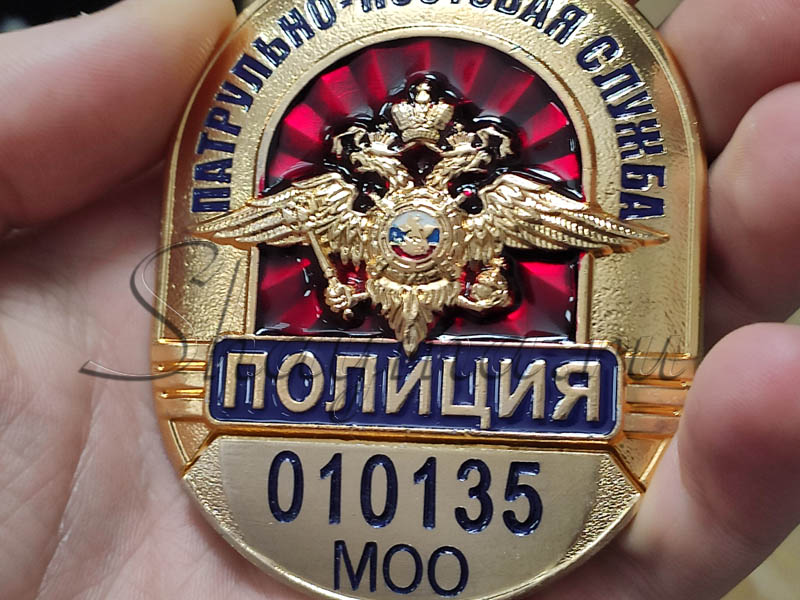 ПАТРУЛЬНО-ПОСТОВАЯ СЛУЖБА
ПОЛИЦИЯ
010135
МОО